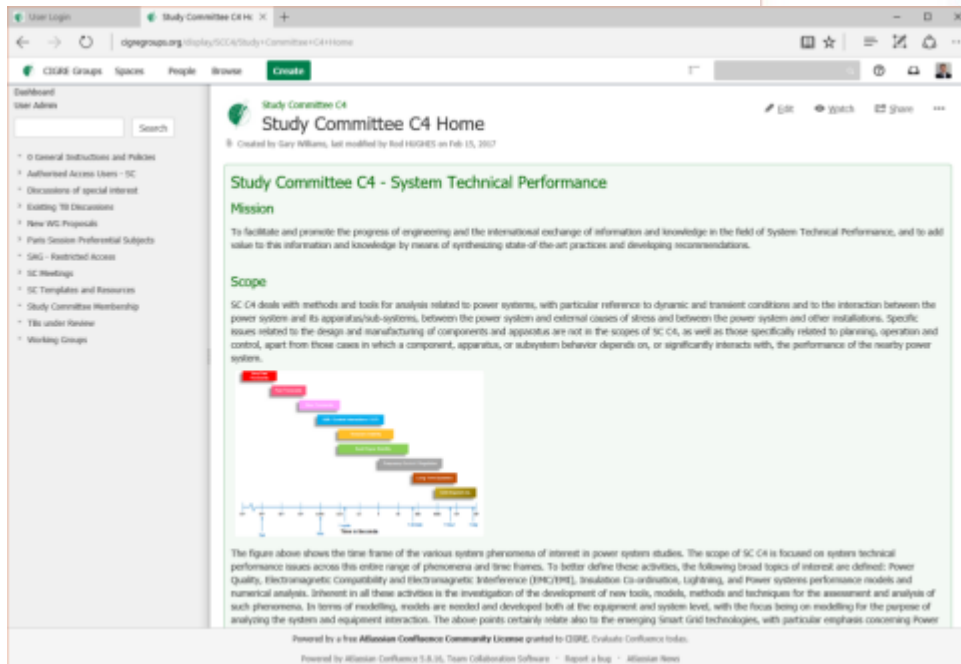 User Login
Study Committee C4 Ho
cigregroups.org/display/SCC4/Study+Committee+C4+Home
CIGRE Groups Spaces People Browse Create
Dashboard
User Admin
Search
0 General Instructions and Policies
Authorised Access Users - SC
Discussions of special interest
Existing TB Discussions
New WG Proposals
Paris Session Preferential Subjects
SAG - Restricted Access
SC Meetings
SC Templates and Resources
Study Committee Membership
TBs under Review
Working Groups
Study Committee C4
Study Committee C4 Home
Edit Watch Share
Created by Gary Williams, last modified by Rod HUGHES on Feb 15, 2017
Study Committee C4 - System Technical Performance
Mission
To facilitate and promote the progress of engineering and the international exchange of information and knowledge in the field of System Technical Performance, and to add
value to this information and knowledge by means of synthesizing state-of-the-art practices and developing recommendations.
Scope
SC C4 deals with methods and tools for analysis related to power systems, with particular reference to dynamic and transient conditions and to the interaction between the
power system and its apparatus/sub-systems, between the power system and external causes of stress and between the power system and other installations. Specific
issues related to the design and manufacturing of components and apparatus are not in the scopes of SC C4, as well as those specifically related to planning, operation and
control, apart from those cases in which a component, apparatus, or subsystem behavior depends on, or significantly interacts with, the performance of the nearby power
system.
Time in Seconds
The figure above shows the time frame of the various system phenomena of interest in power system studies. The scope of SC C4 is focused on system technical
performance issues across this entire range of phenomena and time frames. To better define these activities, the following broad topics of interest are defined: Power
Quality, Electromagnetic Compatibility and Electromagnetic Interference (EMC/EMI), Insulation Co-ordination, Lightning, and Power systems performance models and
numerical analysis. Inherent in all these activities is the investigation of the development of new tools, models, methods and techniques for the assessment and analysis of
such phenomena. In terms of modelling, models are needed and developed both at the equipment and system level, with the focus being on modelling for the purpose of
analyzing the system and equipment interaction. The above points certainly relate also to the emerging Smart Grid technologies, with particular emphasis concerning Power
Powered by a free Atlassian Confluence Community License granted to CIGRE. Evaluate Confluence today.
Powered by Atlassian Confluence 5.8.16, Team Collaboration Software · Report a bug · Atlassian News